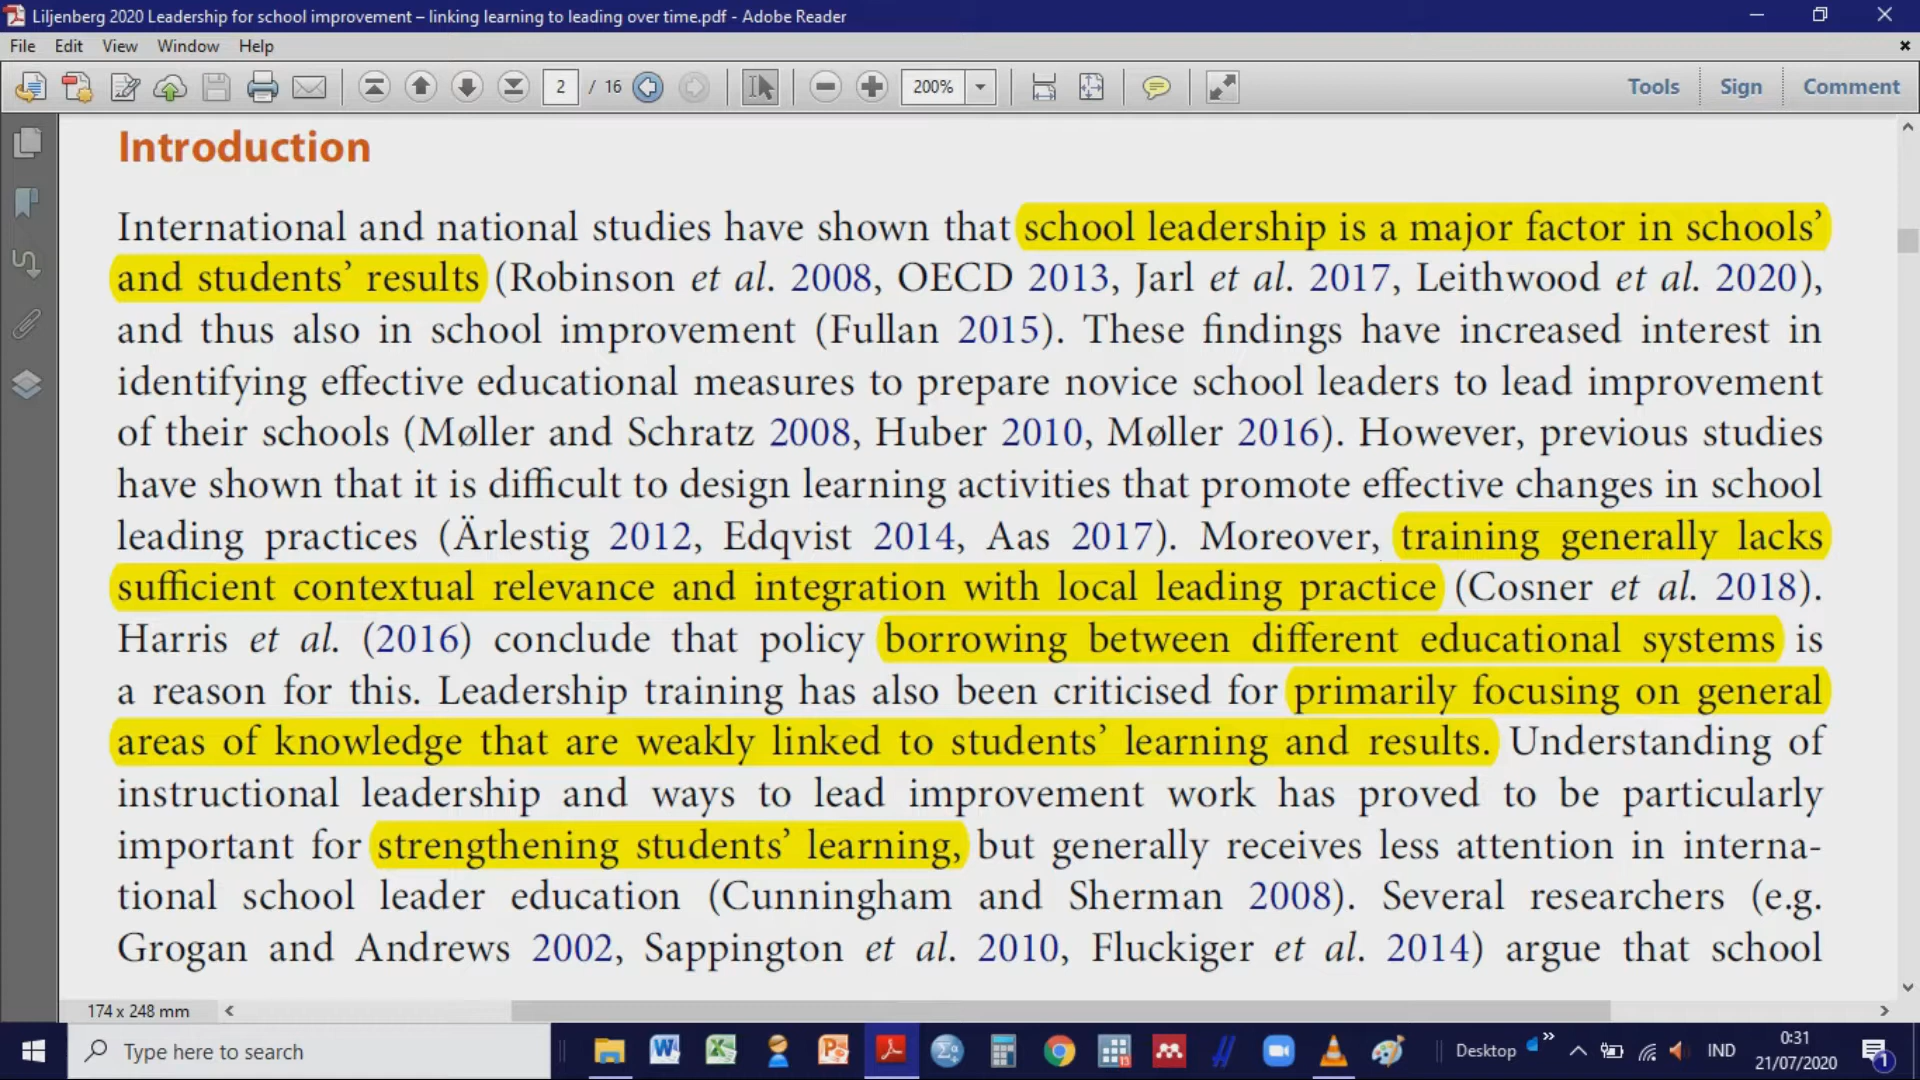 Liljenberg 2020 Leadership for school improvement – linking learning to leading over time.pdf - Adobe Reader
File Edit View Window Help
2 / 16 200% Tools Sign Comment
Introduction
International and national studies have shown that school leadership is a major factor in schools’
and students’ results (Robinson et al. 2008, OECD 2013, Jarl et al. 2017, Leithwood et al. 2020),
and thus also in school improvement (Fullan 2015). These findings have increased interest in
identifying effective educational measures to prepare novice school leaders to lead improvement
of their schools (Møller and Schratz 2008, Huber 2010, Møller 2016). However, previous studies
have shown that it is difficult to design learning activities that promote effective changes in school
leading practices (Ärlestig 2012, Edqvist 2014, Aas 2017). Moreover, training generally lacks
sufficient contextual relevance and integration with local leading practice (Cosner et al. 2018).
Harris et al. (2016) conclude that policy borrowing between different educational systems is
a reason for this. Leadership training has also been criticised for primarily focusing on general
areas of knowledge that are weakly linked to students’ learning and results. Understanding of
instructional leadership and ways to lead improvement work has proved to be particularly
important for strengthening students’ learning, but generally receives less attention in interna-
tional school leader education (Cunningham and Sherman 2008). Several researchers (e.g.
Grogan and Andrews 2002, Sappington et al. 2010, Fluckiger et al. 2014) argue that school
174 x 248 mm
Type here to search
Desktop
IND
0:31
21/07/2020
1